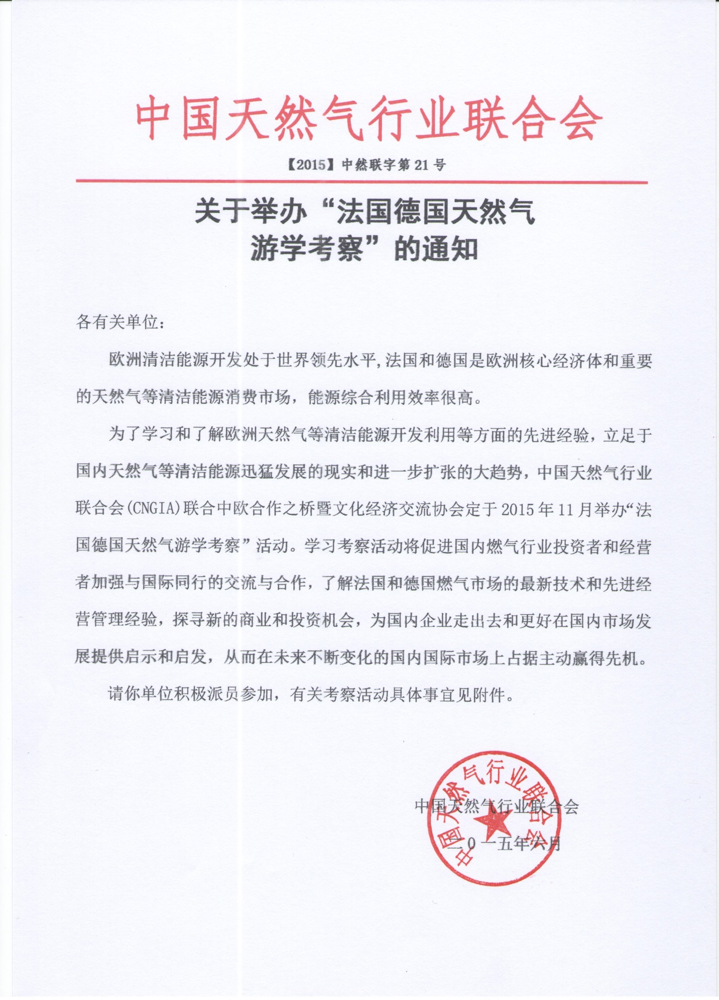 中国天然气行业联合会
【2015】中然联字第 21 号
关于举办“法国德国天然气
游学考察”的通知
各有关单位：
欧洲清洁能源开发处于世界领先水平,法国和德国是欧洲核心经济体和重要
的天然气等清洁能源消费市场，能源综合利用效率很高。
为了学习和了解欧洲天然气等清洁能源开发利用等方面的先进经验，立足于
国内天然气等清洁能源迅猛发展的现实和进一步扩张的大趋势，中国天然气行业
联合会(CNGIA)联合中欧合作之桥暨文化经济交流协会定于 2015 年 11 月举办“法
国德国天然气游学考察”活动。学习考察活动将促进国内燃气行业投资者和经营
者加强与国际同行的交流与合作，了解法国和德国燃气市场的最新技术和先进经
营管理经验，探寻新的商业和投资机会，为国内企业走出去和更好在国内市场发
展提供启示和启发，从而在未来不断变化的国内国际市场上占据主动赢得先机。
请你单位积极派员参加，有关考察活动具体事宜见附件。
中国天然气行业联合会
中国天然气行业联合会
二0一五年六月